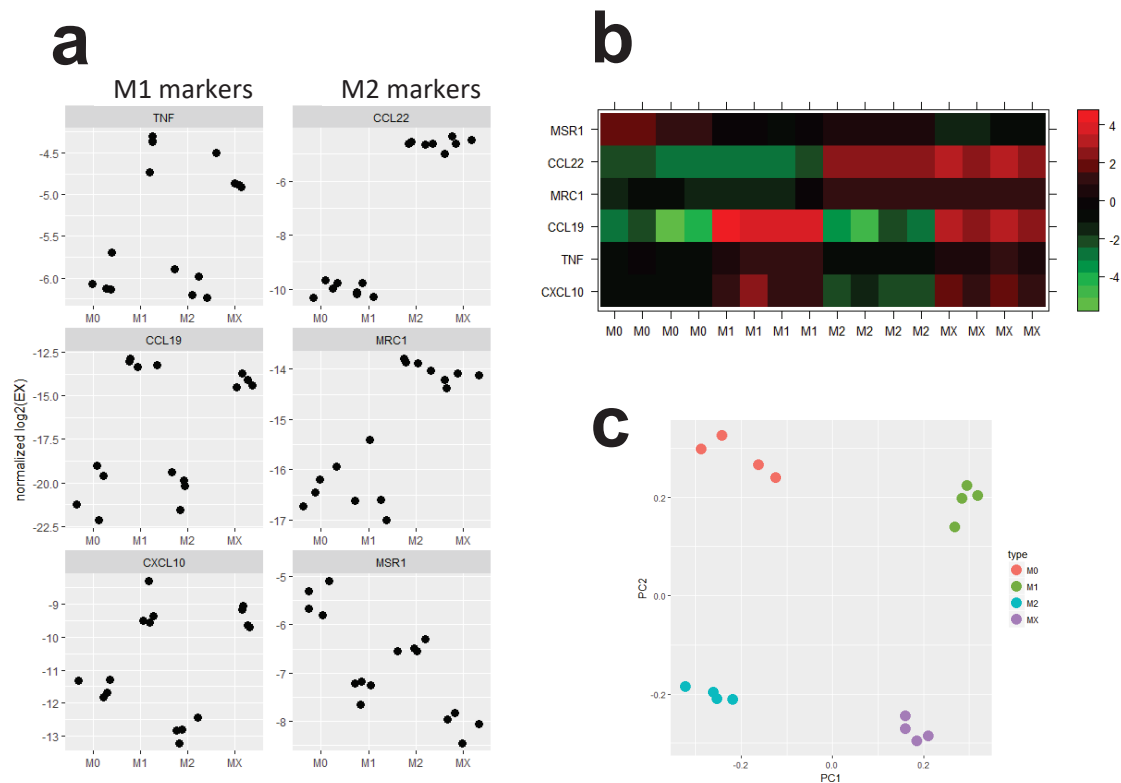 a
M1 markers
M2 markers
TNF
-4.5
-5.0
-5.5
-6.0
M0 M1 M2 MX
CCL22
-6
-8
-10
M0 M1 M2 MX
normalized log2(EX)
CCL19
-12.5
-15.0
-17.5
-20.0
-22.5
M0 M1 M2 MX
MRC1
-14
-15
-16
-17
M0 M1 M2 MX
CXCL10
-9
-10
-11
-12
-13
M0 M1 M2 MX
MSR1
-5
-6
-7
-8
M0 M1 M2 MX
b
MSR1
CCL22
MRC1
CCL19
TNF
CXCL10
M0 M0 M0 M0 M1 M1 M1 M1 M2 M2 M2 M2 MX MX MX MX
4
2
0
-2
-4
c
PC2
0.2
0.0
-0.2
-0.2 0.0 0.2
PC1
type
M0
M1
M2
MX